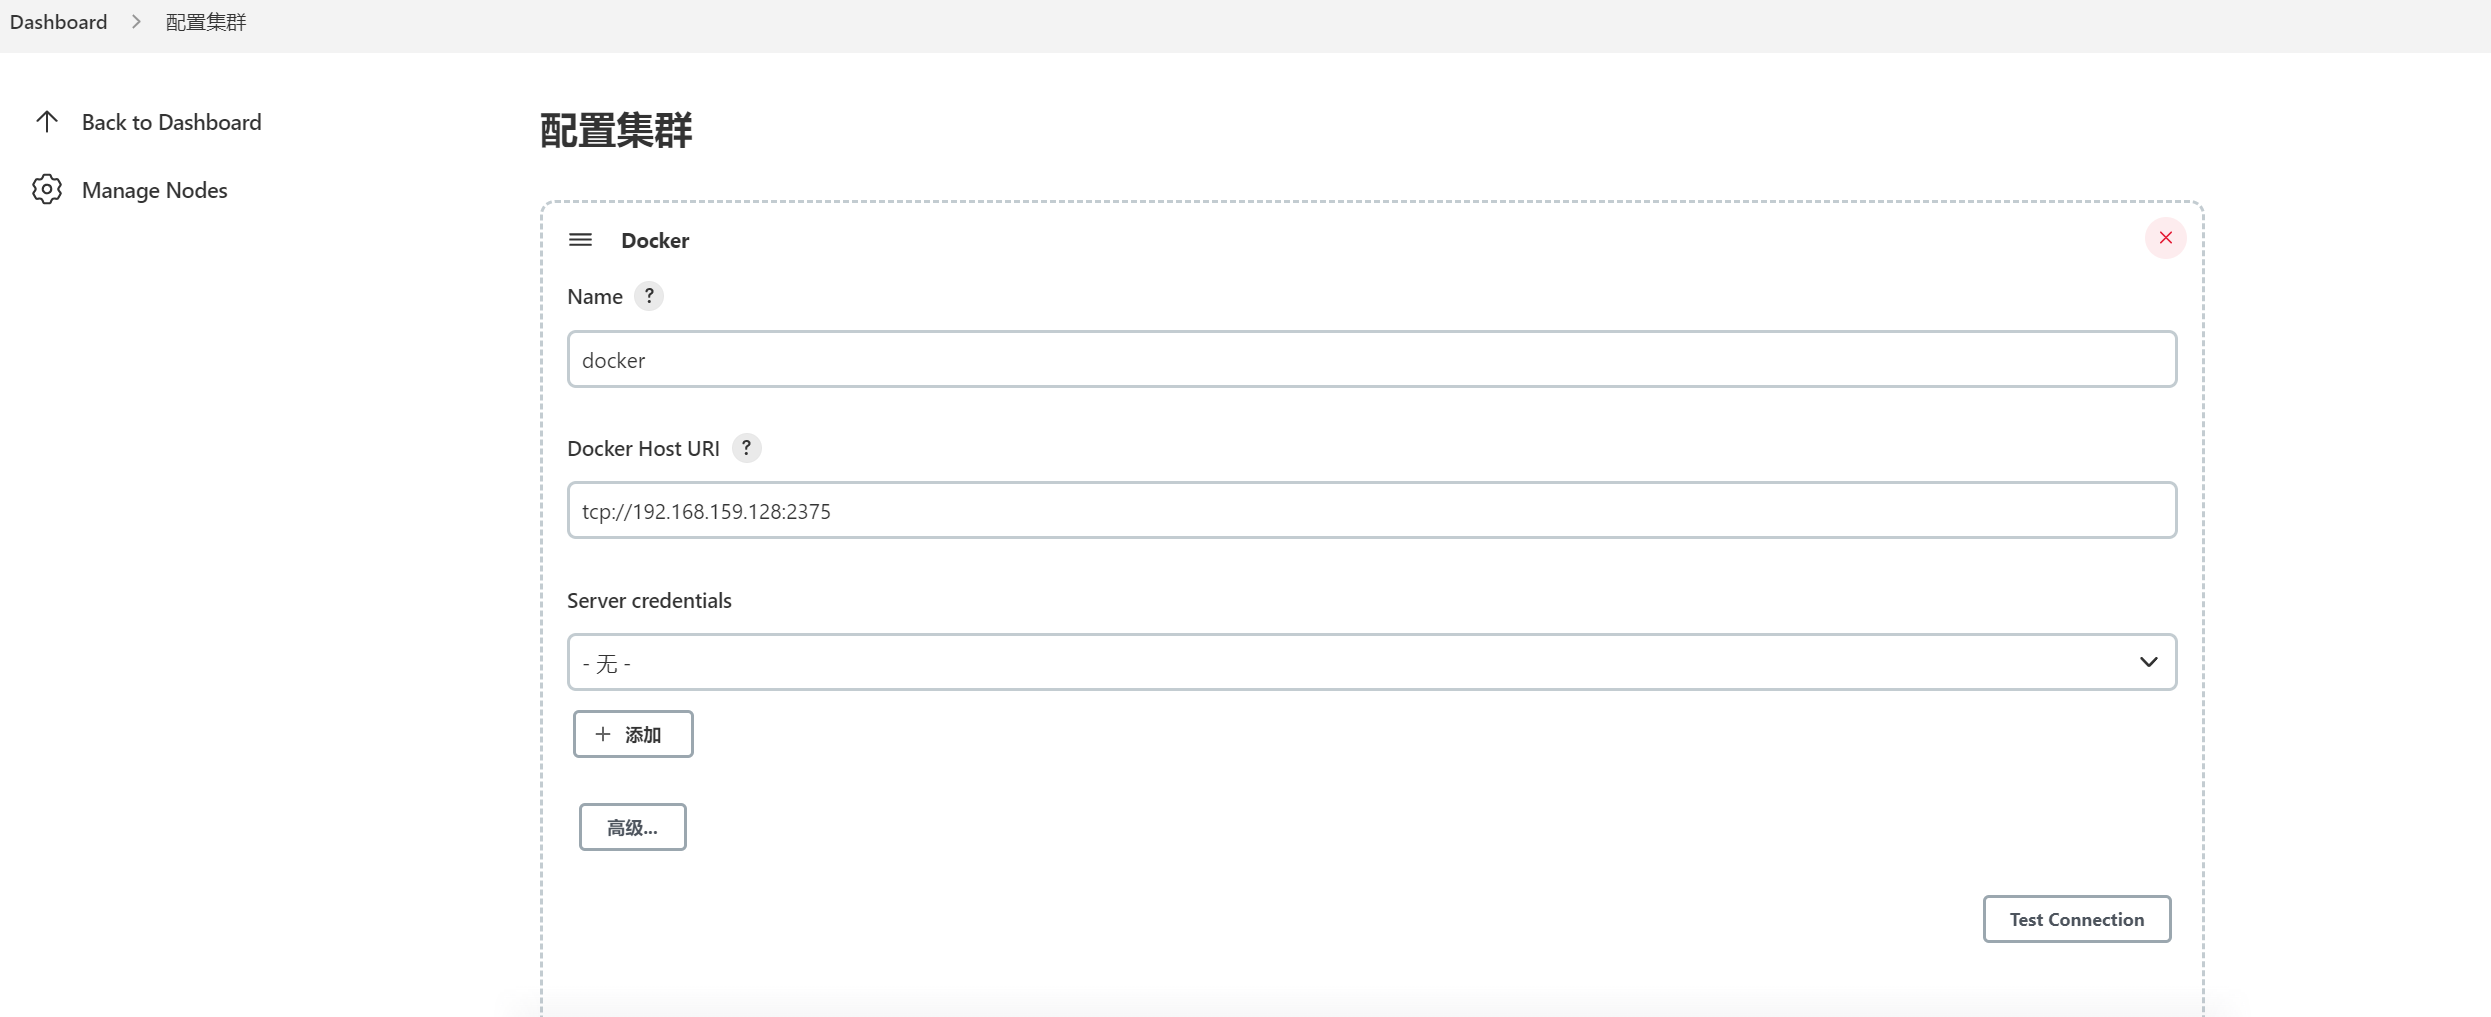 Dashboard > 配置集群
Back to Dashboard
Manage Nodes
配置集群
Docker
Name ?
docker
Docker Host URI ?
tcp://192.168.159.128:2375
Server credentials
- 无 -
+ 添加
高级...
Test Connection